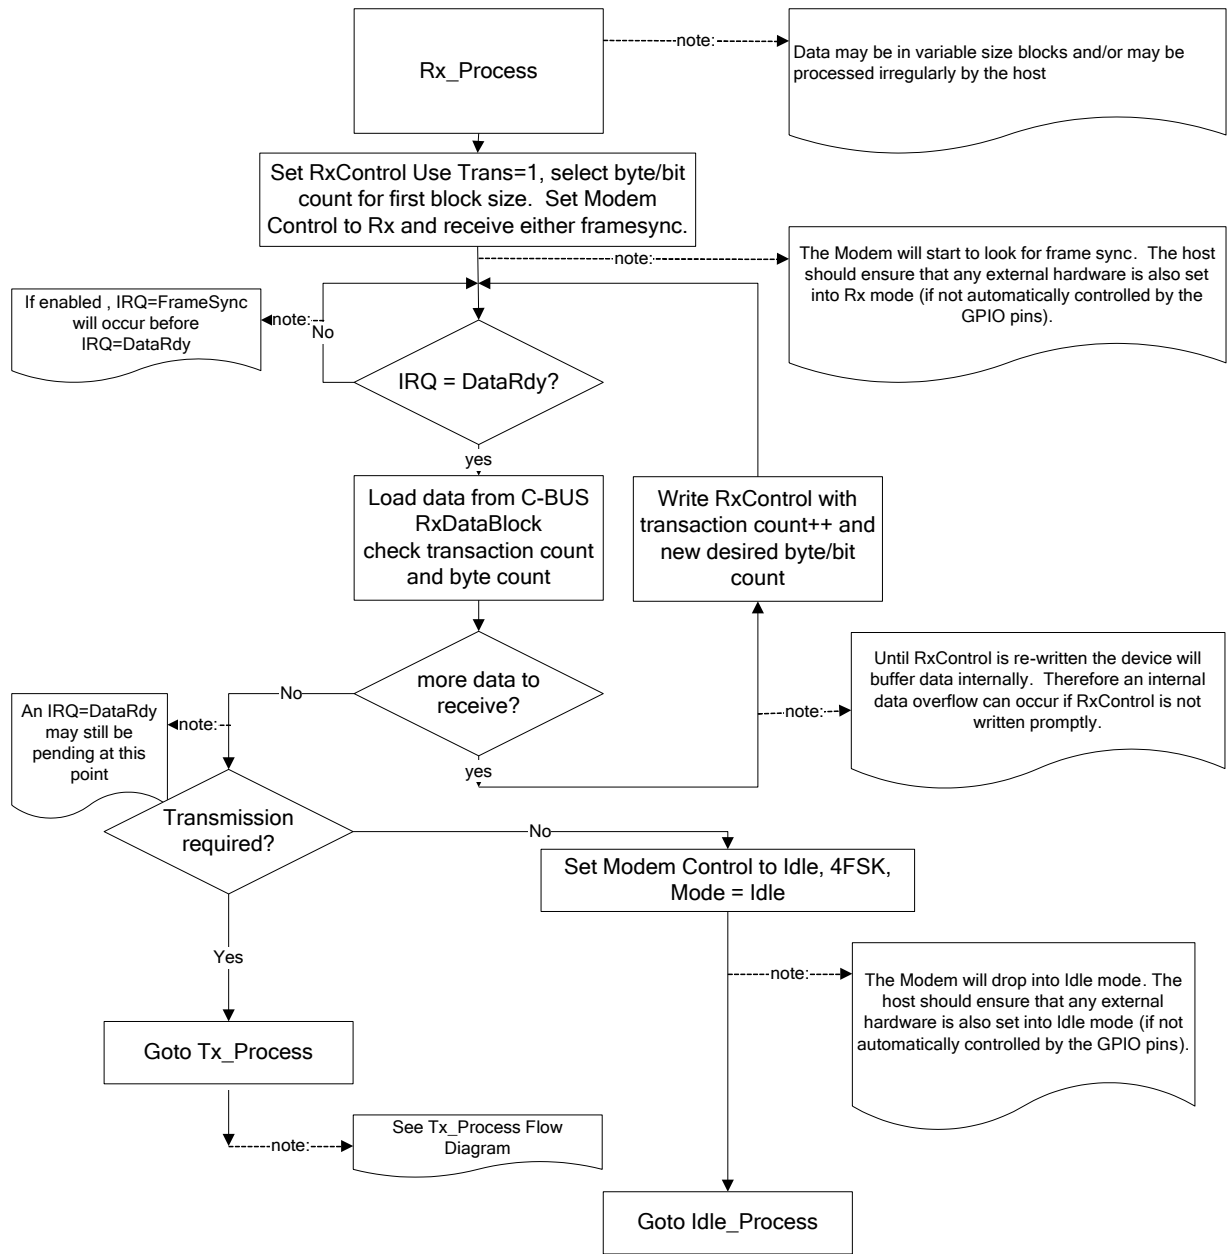 Rx_Process
note:
Data may be in variable size blocks and/or may be
processed irregularly by the host
Set RxControl Use Trans=1, select byte/bit
count for first block size.  Set Modem
Control to Rx and receive either framesync.
note:
The Modem will start to look for frame sync.  The host
should ensure that any external hardware is also set
into Rx mode (if not automatically controlled by the
GPIO pins).
If enabled , IRQ=FrameSync
will occur before
IRQ=DataRdy
note:
No
IRQ = DataRdy?
yes
Load data from C-BUS
RxDataBlock
check transaction count
and byte count
Write RxControl with
transaction count++ and
new desired byte/bit
count
more data to
receive?
No
yes
note:
Until RxControl is re-written the device will
buffer data internally.  Therefore an internal
data overflow can occur if RxControl is not
written promptly.
An IRQ=DataRdy
may still be
pending at this
point
note:
Transmission
required?
No
Set Modem Control to Idle, 4FSK,
Mode = Idle
Yes
note:
The Modem will drop into Idle mode. The
host should ensure that any external
hardware is also set into Idle mode (if not
automatically controlled by the GPIO pins).
Goto Tx_Process
note:
See Tx_Process Flow
Diagram
Goto Idle_Process